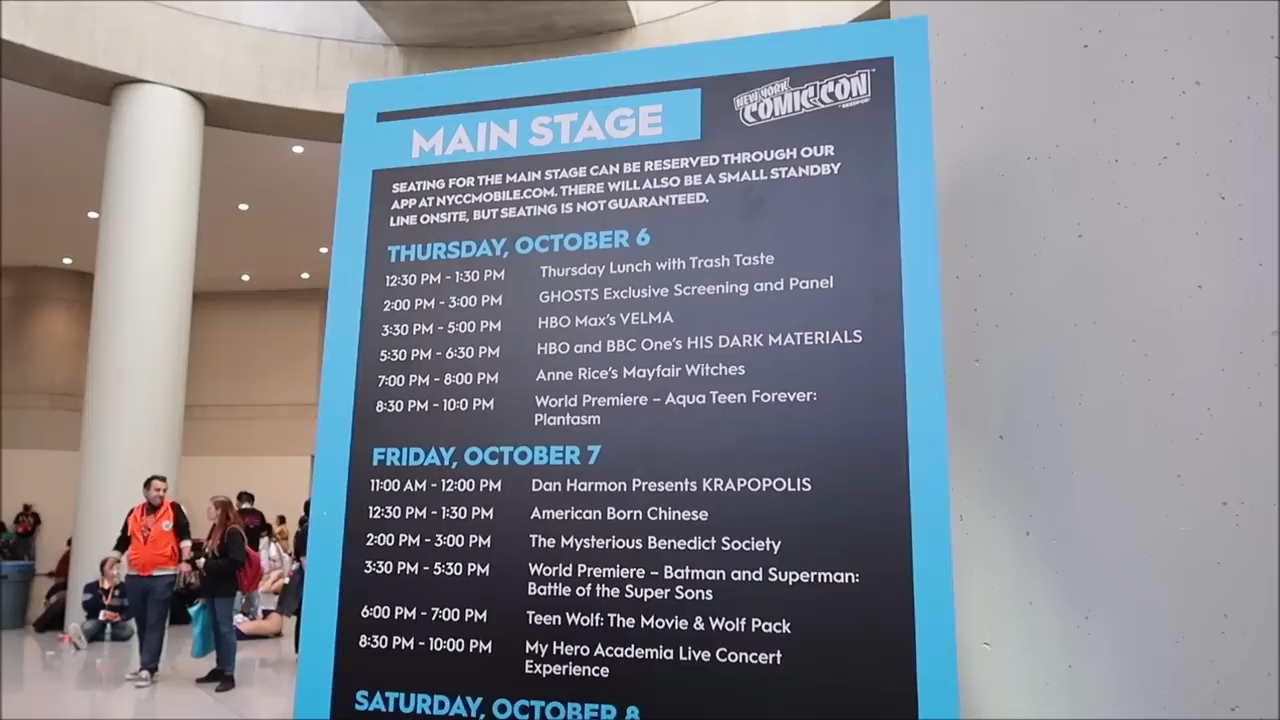 NEW YORK
COMIC CON
MAIN STAGE
SEATING FOR THE MAIN STAGE CAN BE RESERVED THROUGH OUR
APP AT NYCCMOBILE.COM. THERE WILL ALSO BE A SMALL STANDBY
LINE ONSITE, BUT SEATING IS NOT GUARANTEED.
THURSDAY, OCTOBER 6
12:30 PM - 1:30 PM Thursday Lunch with Trash Taste
2:00 PM - 3:00 PM GHOSTS Exclusive Screening and Panel
3:30 PM - 5:00 PM HBO Max's VELMA
5:30 PM - 6:30 PM HBO and BBC One's HIS DARK MATERIALS
7:00 PM - 8:00 PM Anne Rice's Mayfair Witches
8:30 PM - 10:0 PM World Premiere – Aqua Teen Forever:
Plantasm
FRIDAY, OCTOBER 7
11:00 AM - 12:00 PM Dan Harmon Presents KRAPOPOLIS
12:30 PM - 1:30 PM American Born Chinese
2:00 PM - 3:00 PM The Mysterious Benedict Society
3:30 PM - 5:30 PM World Premiere – Batman and Superman:
Battle of the Super Sons
6:00 PM - 7:00 PM Teen Wolf: The Movie & Wolf Pack
8:30 PM - 10:00 PM My Hero Academia Live Concert
Experience
SATURDAY, OCTOBER 8